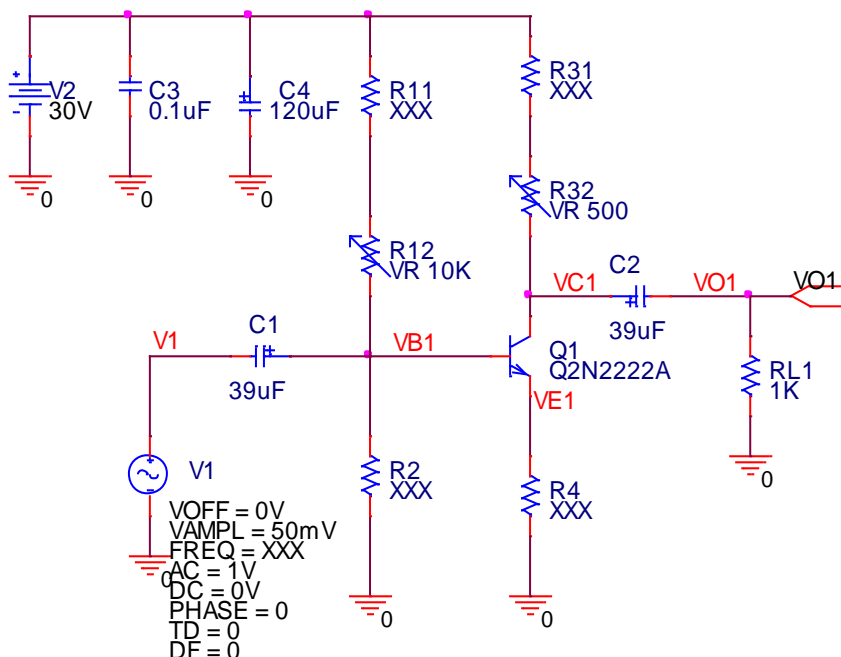 V2
30V
0
C3
0.1uF
0
C4
120uF
0
R11
XXX
R31
XXX
R12
VR 10K
R32
VR 500
VC1
C2
39uF
VO1
VO1
V1
C1
39uF
VB1
Q1
Q2N2222A
VE1
RL1
1K
0
V1
VOFF = 0V
VAMPL = 50mV
FREQ = XXX
AC = 1V
DC = 0V
PHASE = 0
TD = 0
DF = 0
0
R2
XXX
0
R4
XXX
0